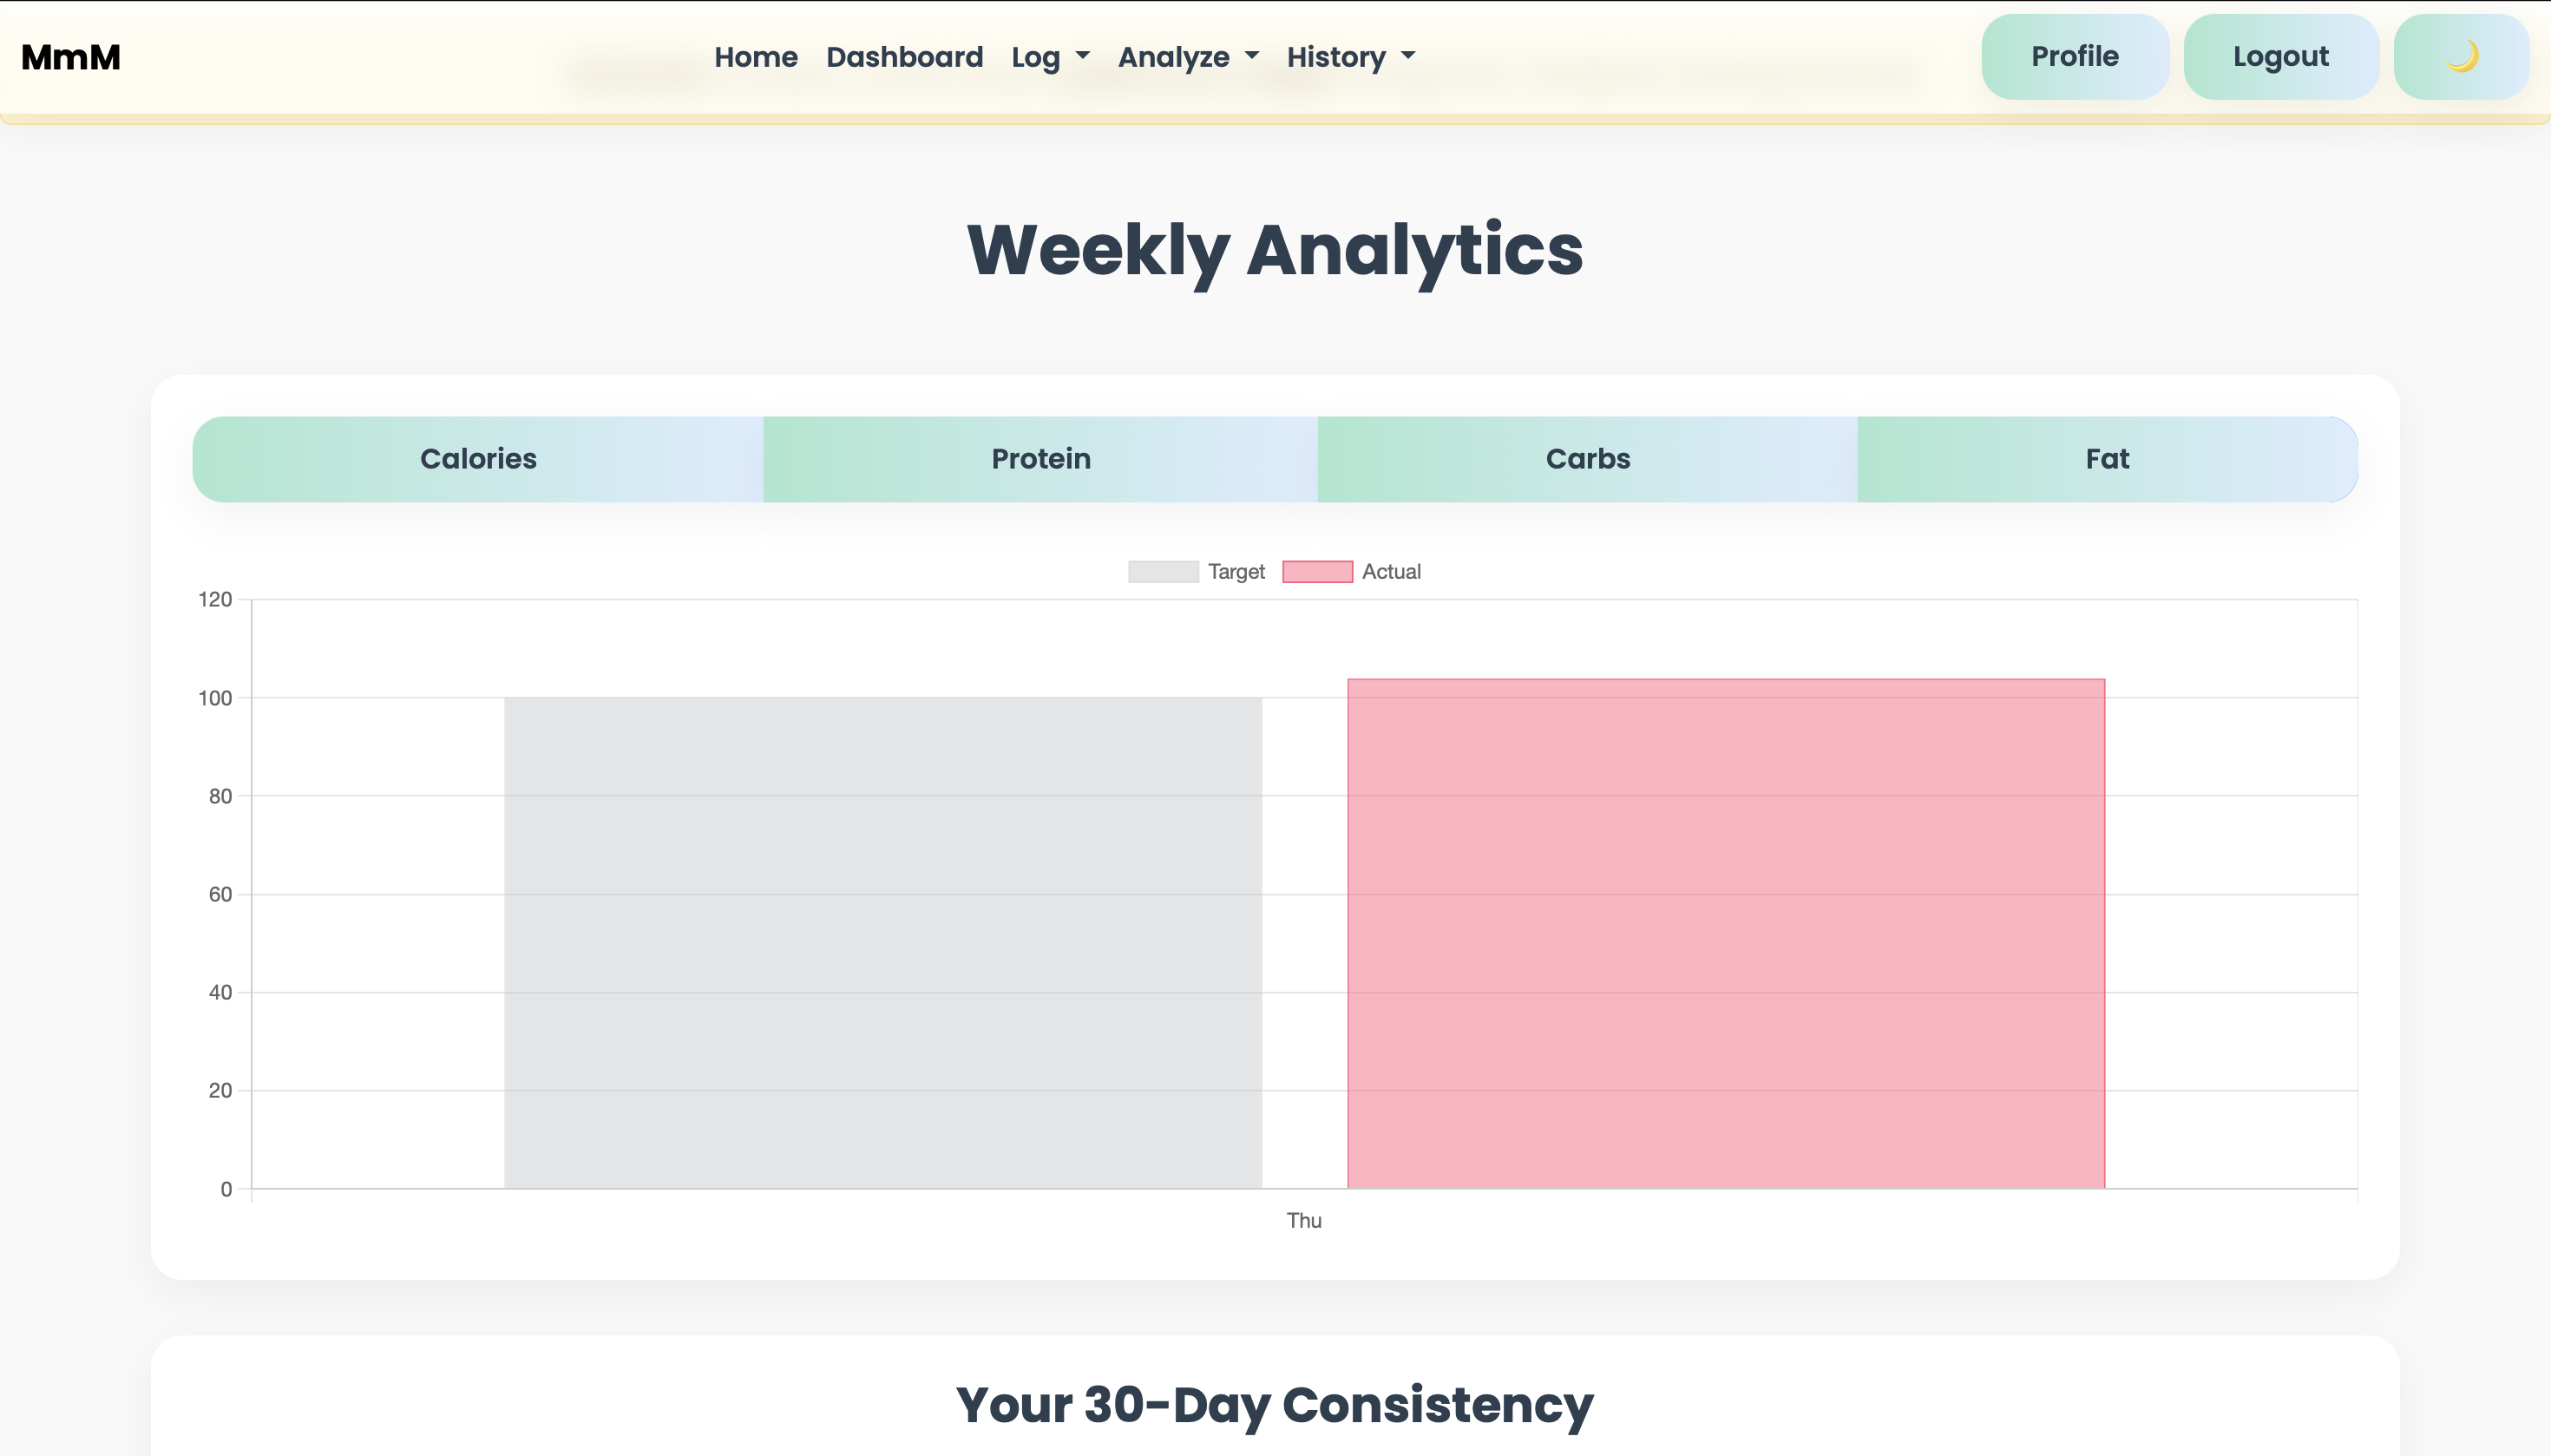 MmM
Home Dashboard Log Analyze History
Profile Logout
Weekly Analytics
Calories Protein Carbs Fat
Target Actual
120
100
80
60
40
20
0
Thu
Your 30-Day Consistency